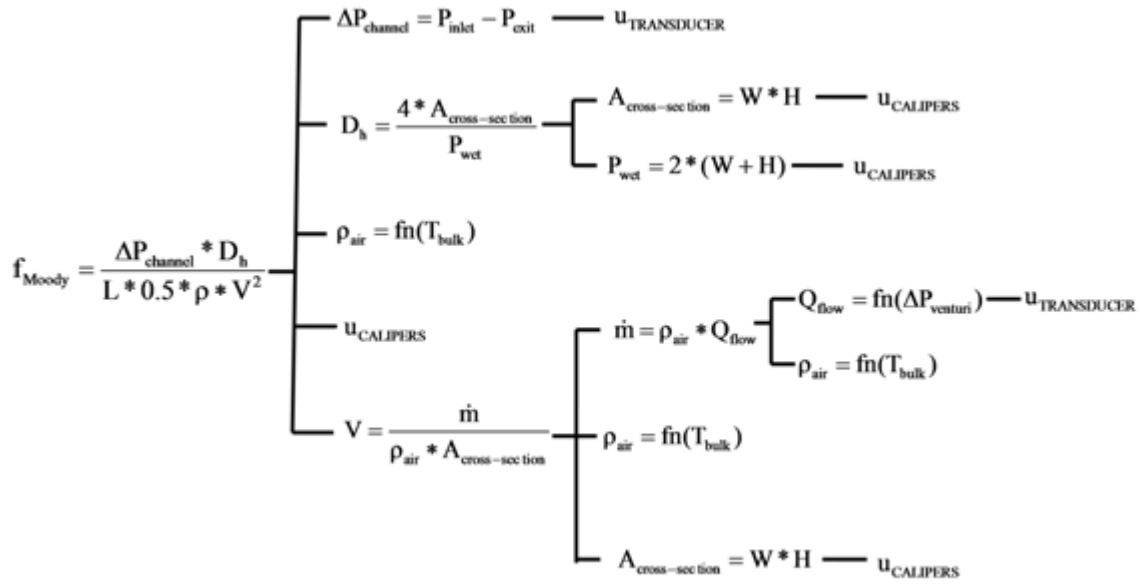 ΔP_channel = P_inlet − P_exit — u_TRANSDUCER
D_h = (4 * A_cross−section) / P_wet
A_cross−section = W * H — u_CALIPERS
P_wet = 2 * (W + H) — u_CALIPERS
ρ_air = fn(T_bulk)
f_Moody = (ΔP_channel * D_h) / (L * 0.5 * ρ * V²)
u_CALIPERS
ṁ = ρ_air * Q_flow
Q_flow = fn(ΔP_venturi) — u_TRANSDUCER
ρ_air = fn(T_bulk)
V = ṁ / (ρ_air * A_cross−section)
ρ_air = fn(T_bulk)
A_cross−section = W * H — u_CALIPERS